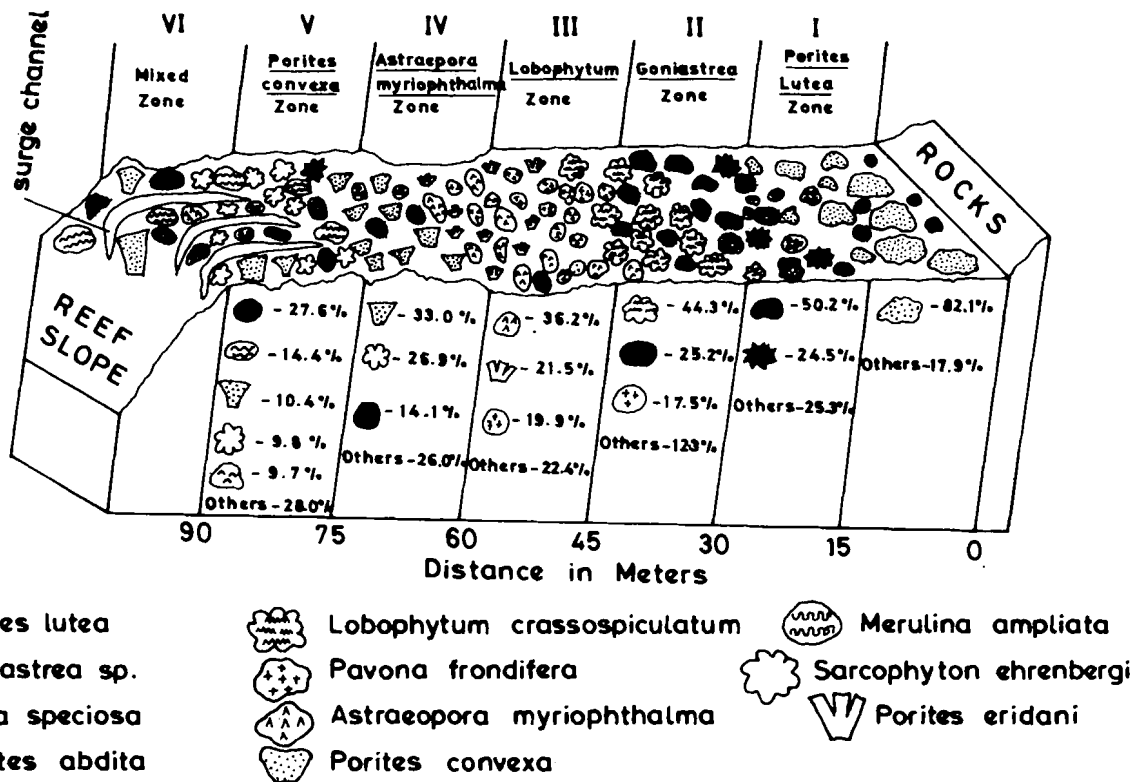 VI V IV III II I
surge channel
Mixed
Zone
Porites
convexa
Zone
Astraepora
myriophthalma
Zone
Lobophytum
Zone
Goniastrea
Zone
Porites
Lutea
Zone
ROCKS
REEF
SLOPE
-27.6%
-14.4%
-10.4%
-9.8%
-9.7%
Others-28.0%
-33.0%
-26.9%
-14.1%
Others-26.0%
-36.2%
-21.5%
-19.9%
Others-22.4%
-44.3%
-25.2%
-17.5%
Others-12.3%
-50.2%
-24.5%
Others-25.3%
-82.1%
Others-17.9%
90 75 60 45 30 15 0
Distance in Meters
es lutea
astrea sp.
a speciosa
tes abdita
Lobophytum crassospiculatum
Pavona frondifera
Astraeopora myriophthalma
Porites convexa
Merulina ampliata
Sarcophyton ehrenbergi
Porites eridani